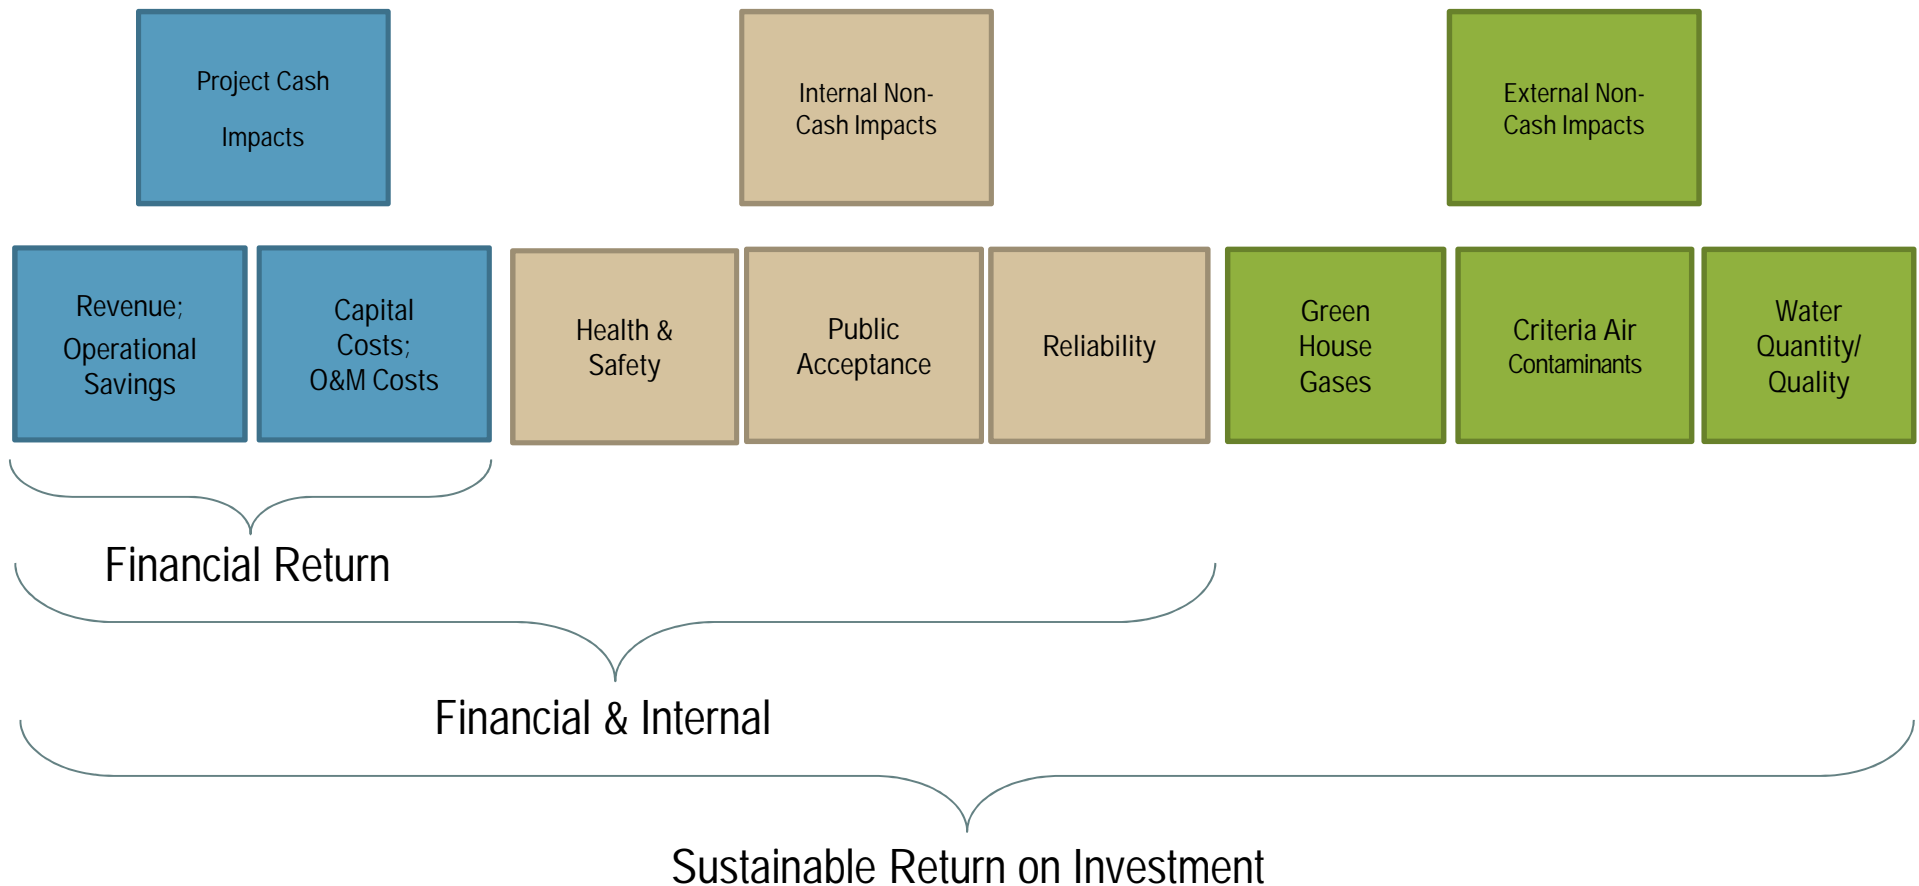 Project Cash
Impacts
Internal Non-
Cash Impacts
External Non-
Cash Impacts
Revenue;
Operational
Savings
Capital
Costs;
O&M Costs
Health &
Safety
Public
Acceptance
Reliability
Green
House
Gases
Criteria Air
Contaminants
Water
Quantity/
Quality
Financial Return
Financial & Internal
Sustainable Return on Investment